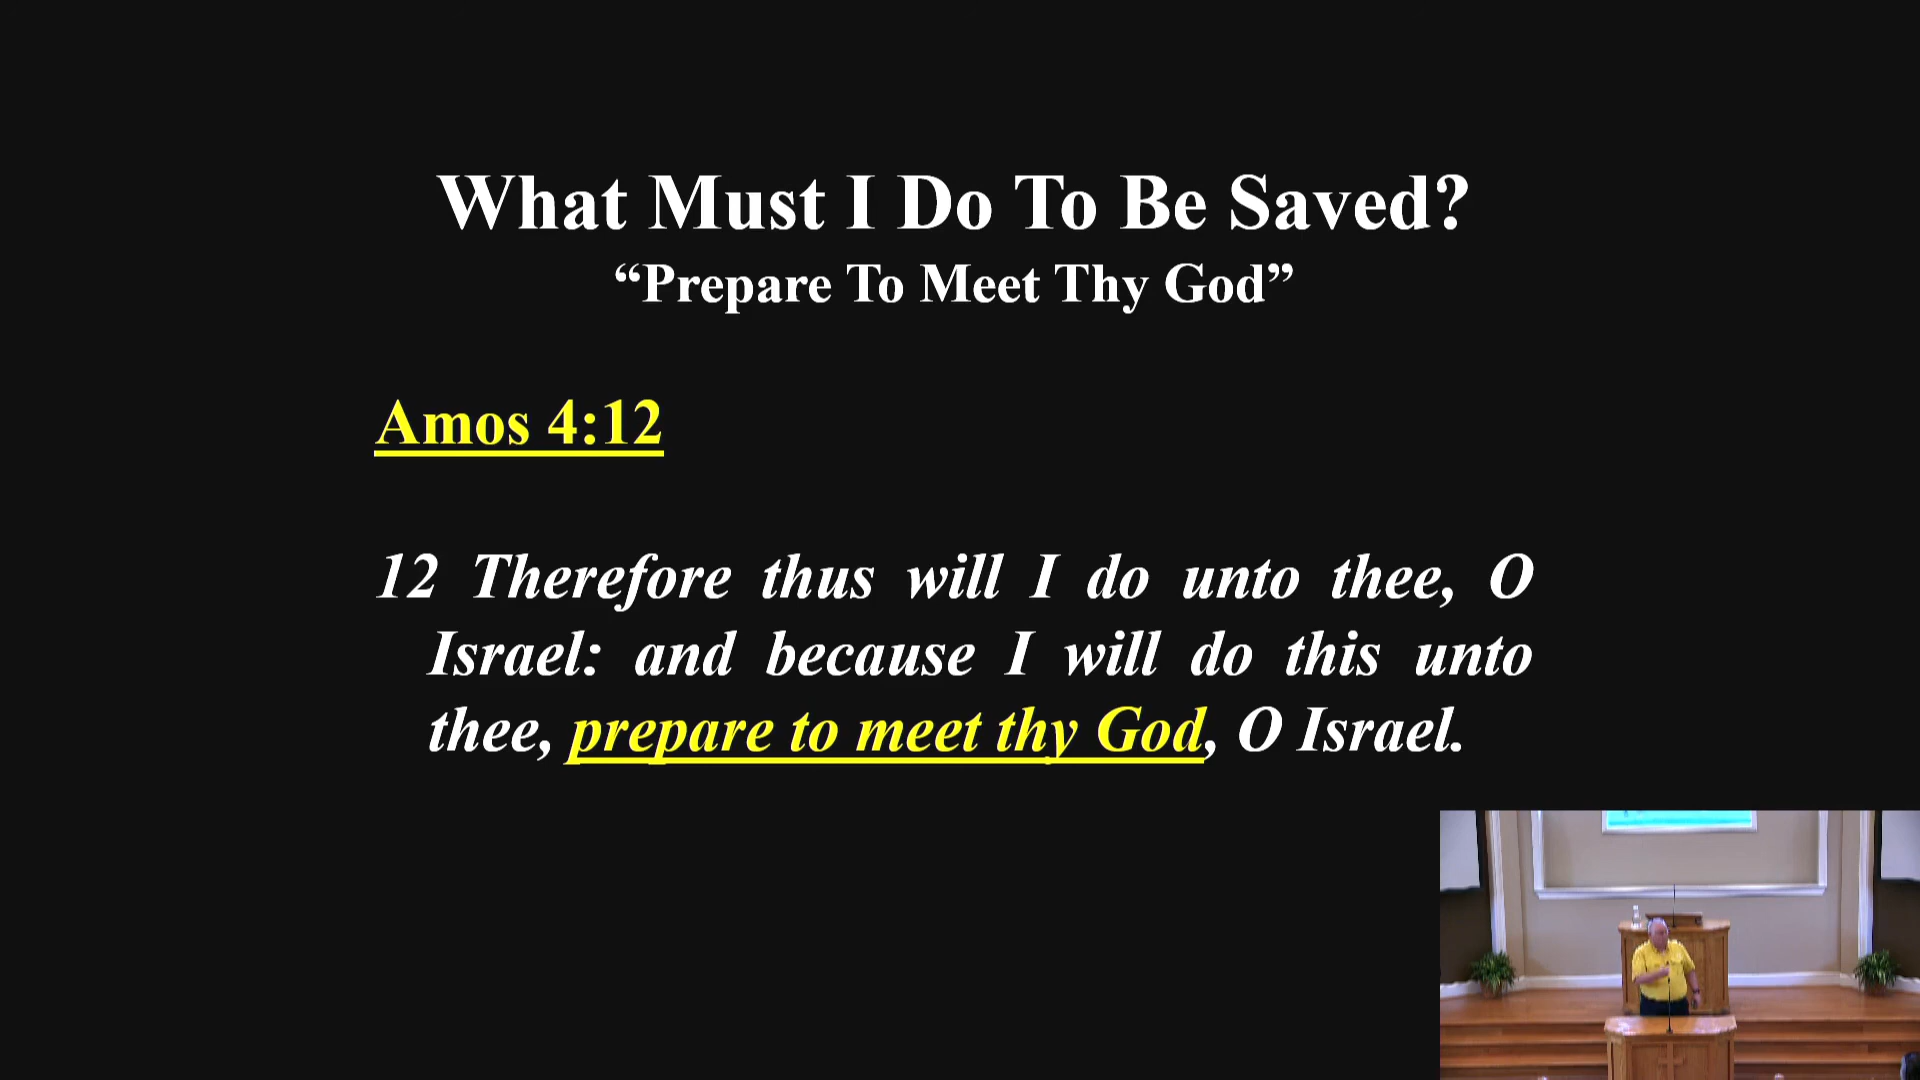 What Must I Do To Be Saved?
“Prepare To Meet Thy God”
Amos 4:12
12 Therefore thus will I do unto thee, O
Israel: and because I will do this unto
thee, prepare to meet thy God, O Israel.